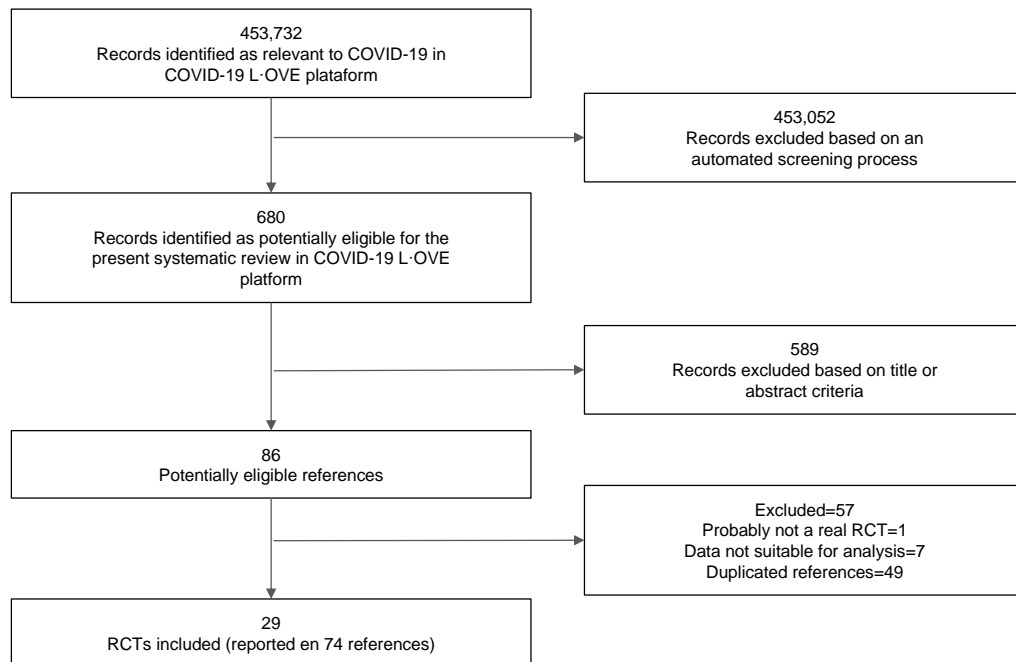 453,732
Records identified as relevant to COVID-19 in
COVID-19 L·OVE plataform
453,052
Records excluded based on an
automated screening process
680
Records identified as potentially eligible for the
present systematic review in COVID-19 L·OVE
platform
589
Records excluded based on title or
abstract criteria
86
Potentially eligible references
Excluded=57
Probably not a real RCT=1
Data not suitable for analysis=7
Duplicated references=49
29
RCTs included (reported en 74 references)